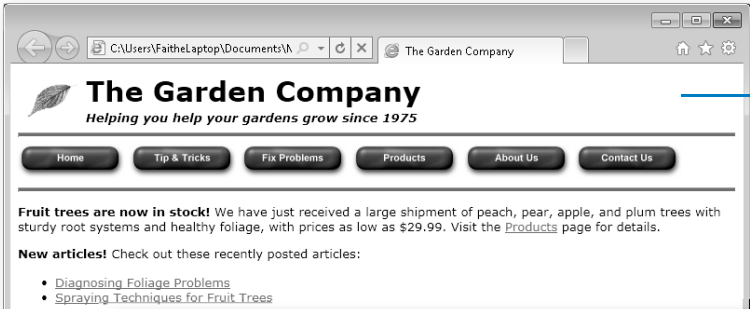 C:\Users\FaitheLaptop\Documents\
The Garden Company
The Garden Company
Helping you help your gardens grow since 1975
Home Tip & Tricks Fix Problems Products About Us Contact Us
Fruit trees are now in stock! We have just received a large shipment of peach, pear, apple, and plum trees with
sturdy root systems and healthy foliage, with prices as low as $29.99. Visit the Products page for details.
New articles! Check out these recently posted articles:
• Diagnosing Foliage Problems
• Spraying Techniques for Fruit Trees